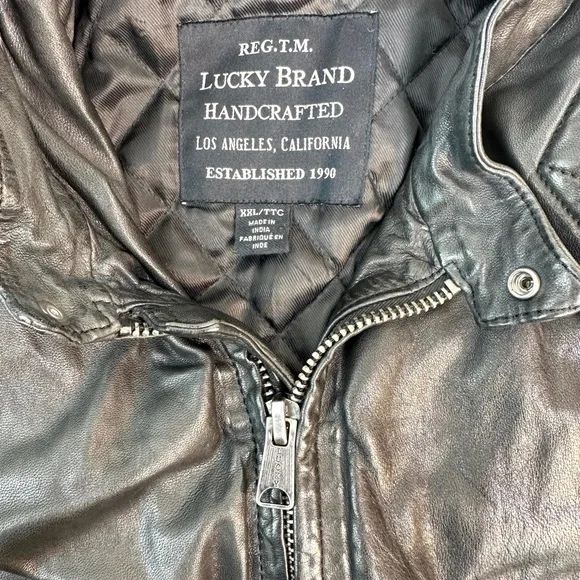 REG.T.M.
LUCKY BRAND
HANDCRAFTED
LOS ANGELES, CALIFORNIA
ESTABLISHED 1990
XXL/TTC
MADE IN
INDIA
FABRIQUÉ EN
INDE